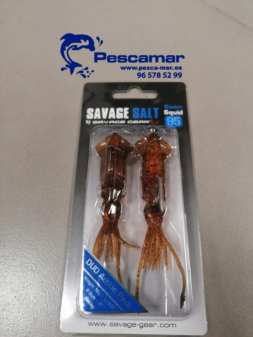 Pescamar
www.pesca-mar.es
96 578 52 99
SAVAGE SALT
SAVAGE GEAR
Squid
95
DUO
www.savage-gear.com